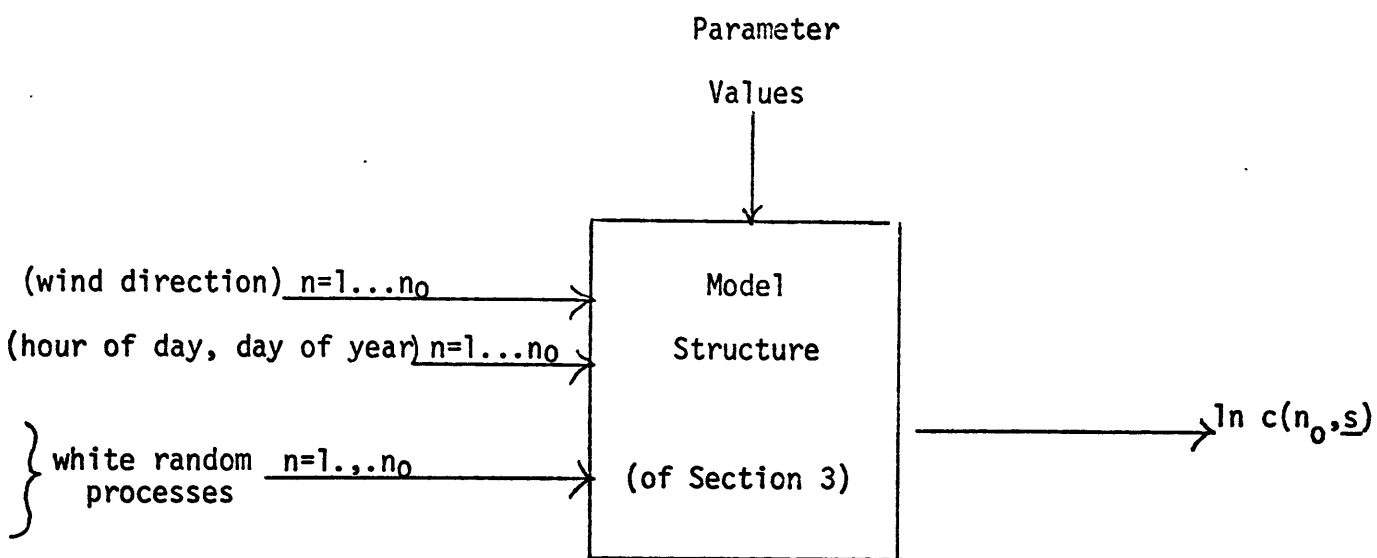 Parameter
Values
(wind direction) n=1...n₀
(hour of day, day of year) n=1...n₀
} white random n=1.,.n₀
processes
Model
Structure
(of Section 3)
ln c(n₀,s)